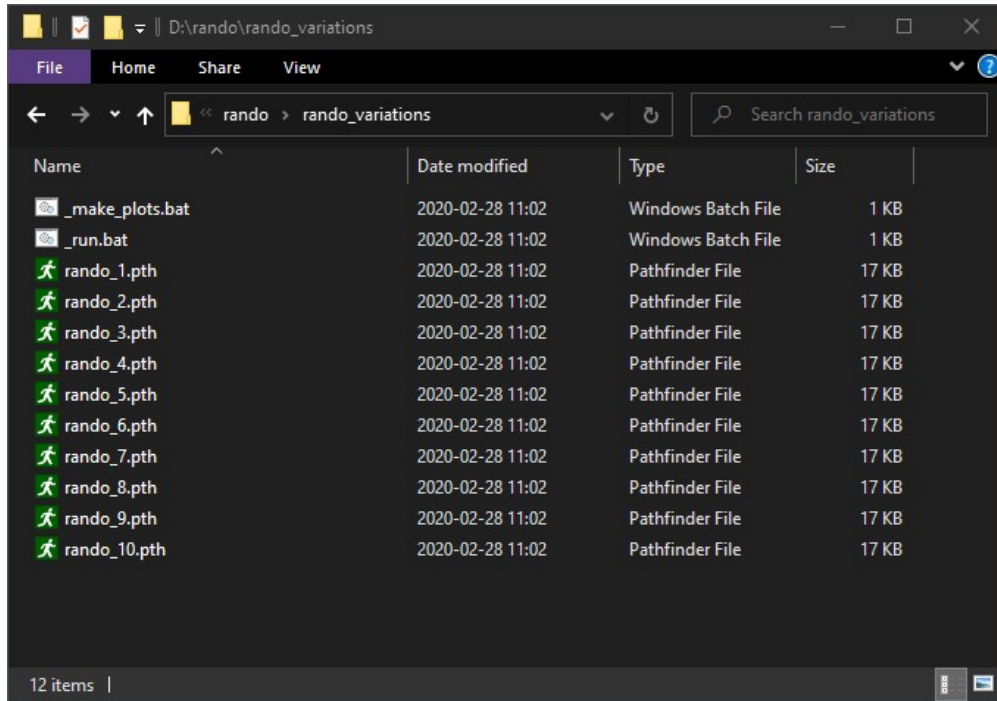 D:\rando\rando_variations
File Home Share View
rando rando_variations Search rando_variations
Name Date modified Type Size
_make_plots.bat 2020-02-28 11:02 Windows Batch File 1 KB
_run.bat 2020-02-28 11:02 Windows Batch File 1 KB
rando_1.pth 2020-02-28 11:02 Pathfinder File 17 KB
rando_2.pth 2020-02-28 11:02 Pathfinder File 17 KB
rando_3.pth 2020-02-28 11:02 Pathfinder File 17 KB
rando_4.pth 2020-02-28 11:02 Pathfinder File 17 KB
rando_5.pth 2020-02-28 11:02 Pathfinder File 17 KB
rando_6.pth 2020-02-28 11:02 Pathfinder File 17 KB
rando_7.pth 2020-02-28 11:02 Pathfinder File 17 KB
rando_8.pth 2020-02-28 11:02 Pathfinder File 17 KB
rando_9.pth 2020-02-28 11:02 Pathfinder File 17 KB
rando_10.pth 2020-02-28 11:02 Pathfinder File 17 KB
12 items